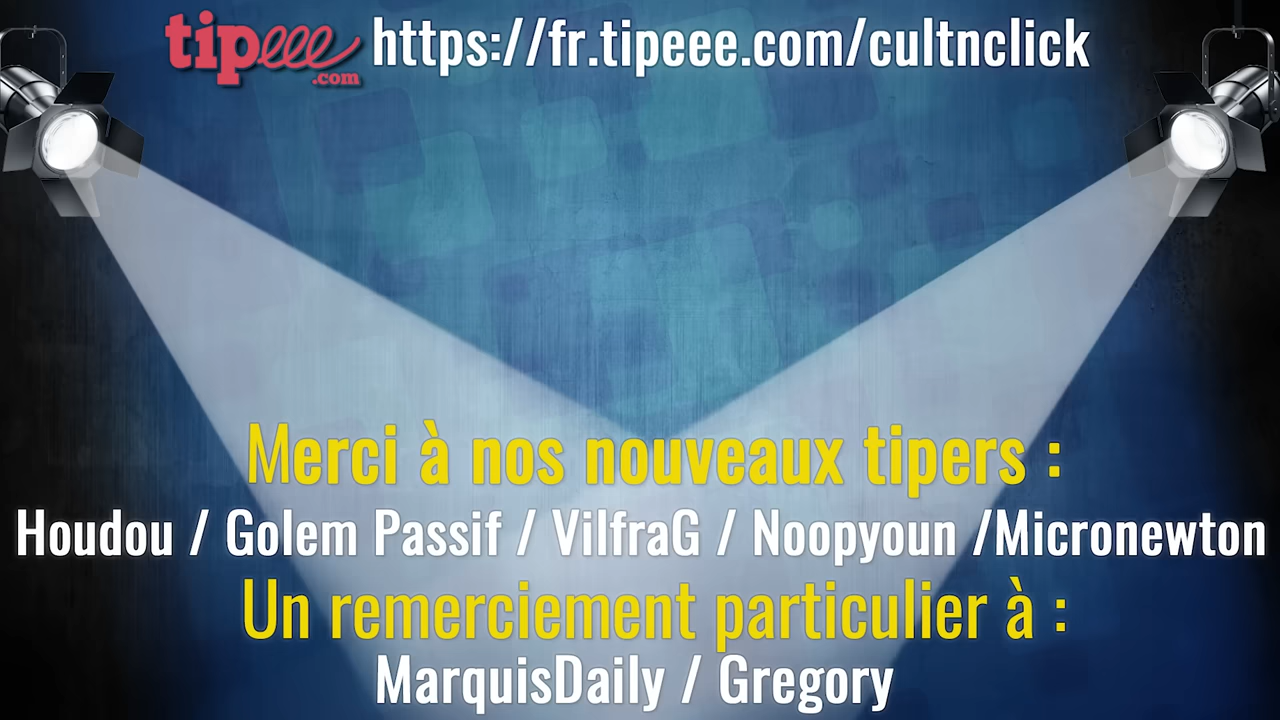 tipeee.com https://fr.tipeee.com/cultnclick
Merci à nos nouveaux tipers :
Houdou / Golem Passif / VilfraG / Noopyoun /Micronewton
Un remerciement particulier à :
MarquisDaily / Gregory